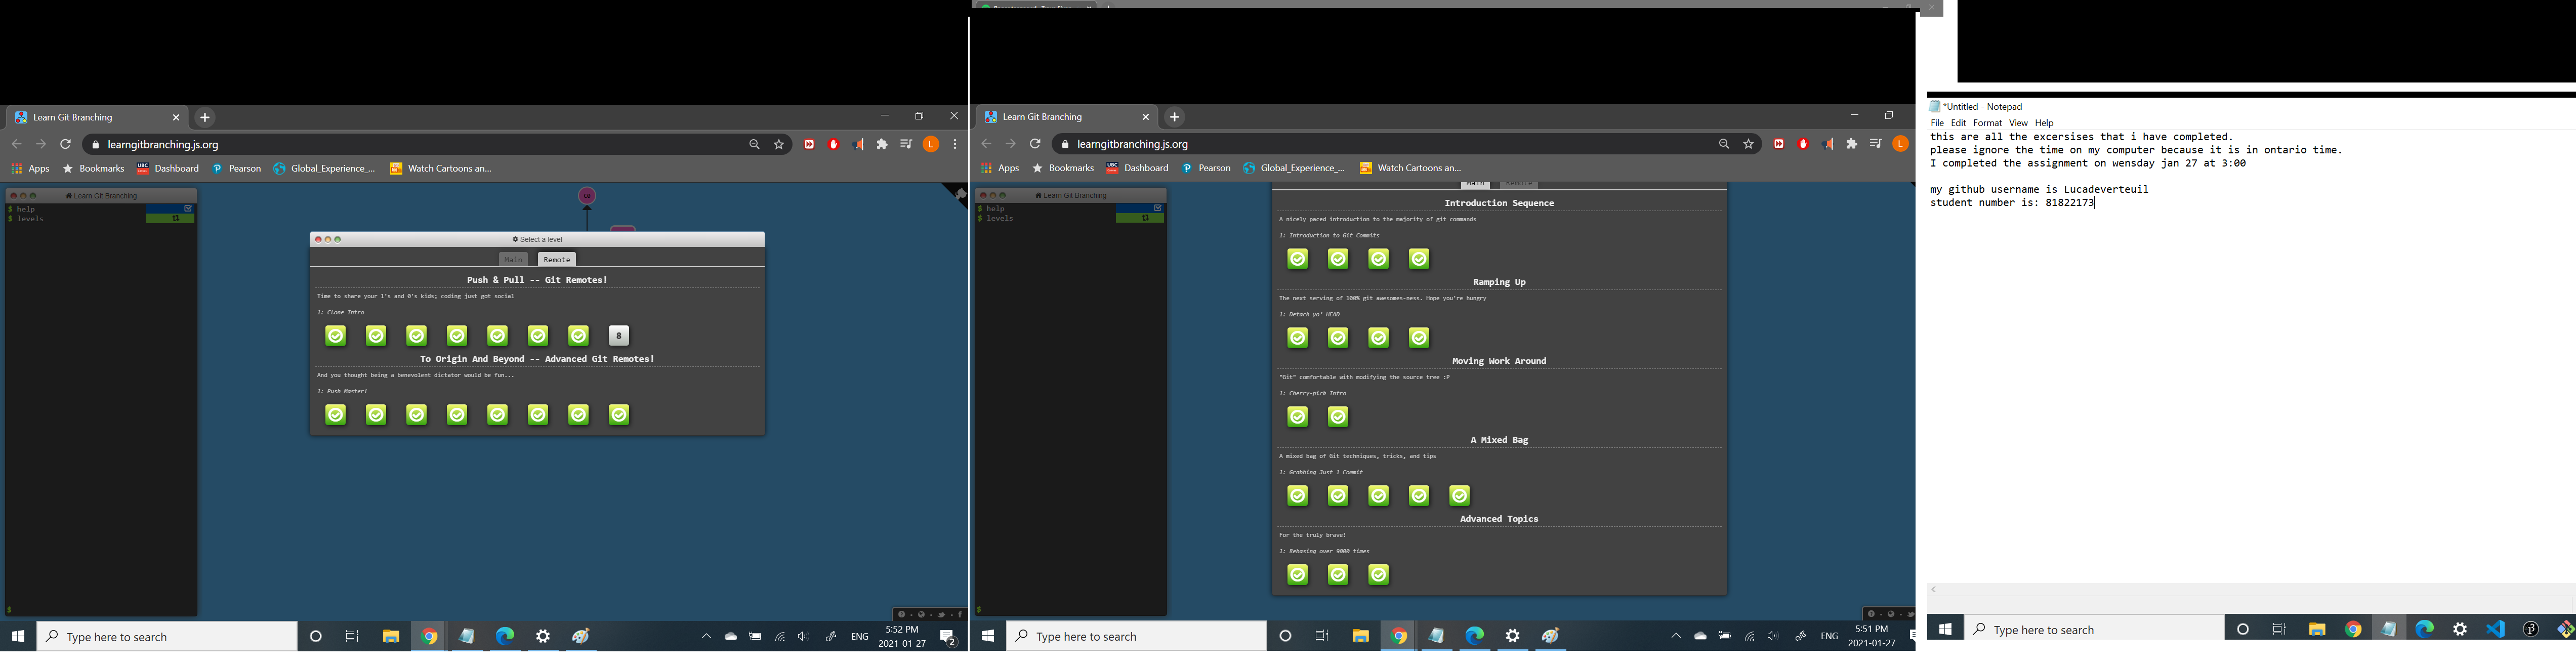 Learn Git Branching
learngitbranching.js.org
Apps Bookmarks Dashboard Pearson Global_Experience_... Watch Cartoons an...
Learn Git Branching
$ help
$ levels
$
Select a level
Main Remote
Push & Pull -- Git Remotes!
Time to share your 1's and 0's kids; coding just got social
1: Clone Intro
8
To Origin And Beyond -- Advanced Git Remotes!
And you thought being a benevolent dictator would be fun...
1: Push Master!
Type here to search
ENG
5:52 PM
2021-01-27
2
Learn Git Branching
learngitbranching.js.org
Apps Bookmarks Dashboard Pearson Global_Experience_... Watch Cartoons an...
Learn Git Branching
$ help
$ levels
$
Main Remote
Introduction Sequence
A nicely paced introduction to the majority of git commands
1: Introduction to Git Commits
Ramping Up
The next serving of 100% git awesomes-ness. Hope you're hungry
1: Detach yo' HEAD
Moving Work Around
"Git" comfortable with modifying the source tree :P
1: Cherry-pick Intro
A Mixed Bag
A mixed bag of Git techniques, tricks, and tips
1: Grabbing Just 1 Commit
Advanced Topics
For the truly brave!
1: Rebasing over 9000 times
Type here to search
ENG
5:51 PM
2021-01-27
*Untitled - Notepad
File Edit Format View Help
this are all the excersises that i have completed.
please ignore the time on my computer because it is in ontario time.
I completed the assignment on wensday jan 27 at 3:00
my github username is Lucadeverteuil
student number is: 81822173
Type here to search